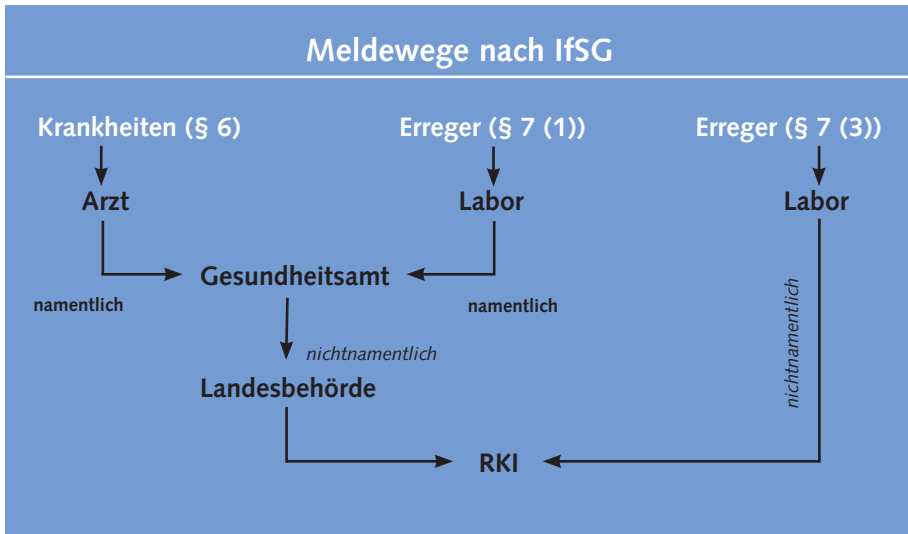 Meldewege nach IfSG
Krankheiten (§ 6)
Erreger (§ 7 (1))
Erreger (§ 7 (3))
Arzt
Labor
Labor
Gesundheitsamt
namentlich
namentlich
nichtnamentlich
nichtnamentlich
Landesbehörde
RKI